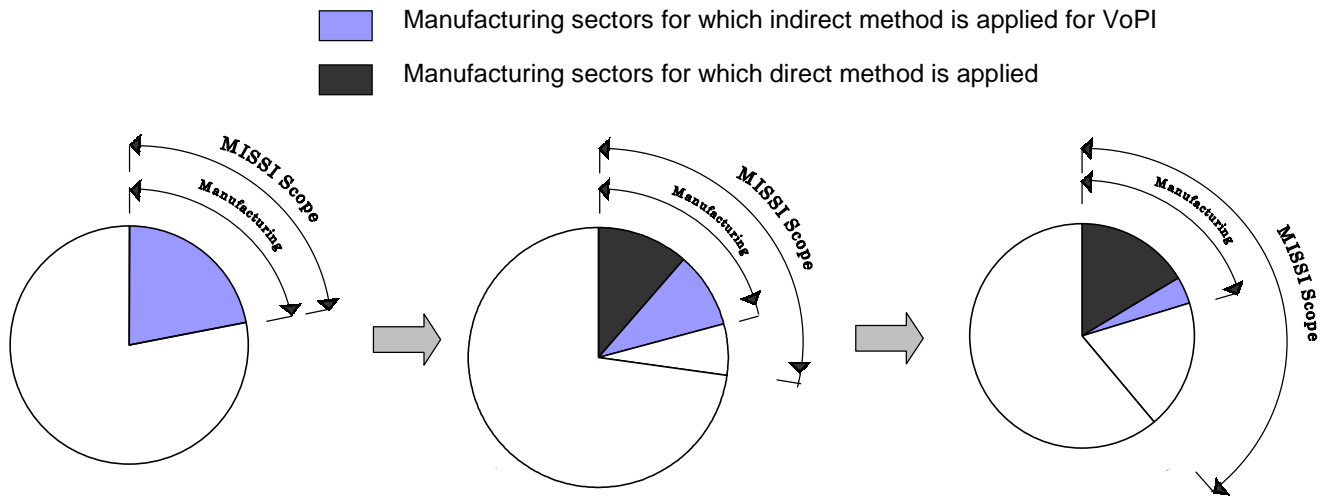 Manufacturing sectors for which indirect method is applied for VoPI
Manufacturing sectors for which direct method is applied
MISSI Scope
Manufacturing
MISSI Scope
Manufacturing
MISSI Scope
Manufacturing